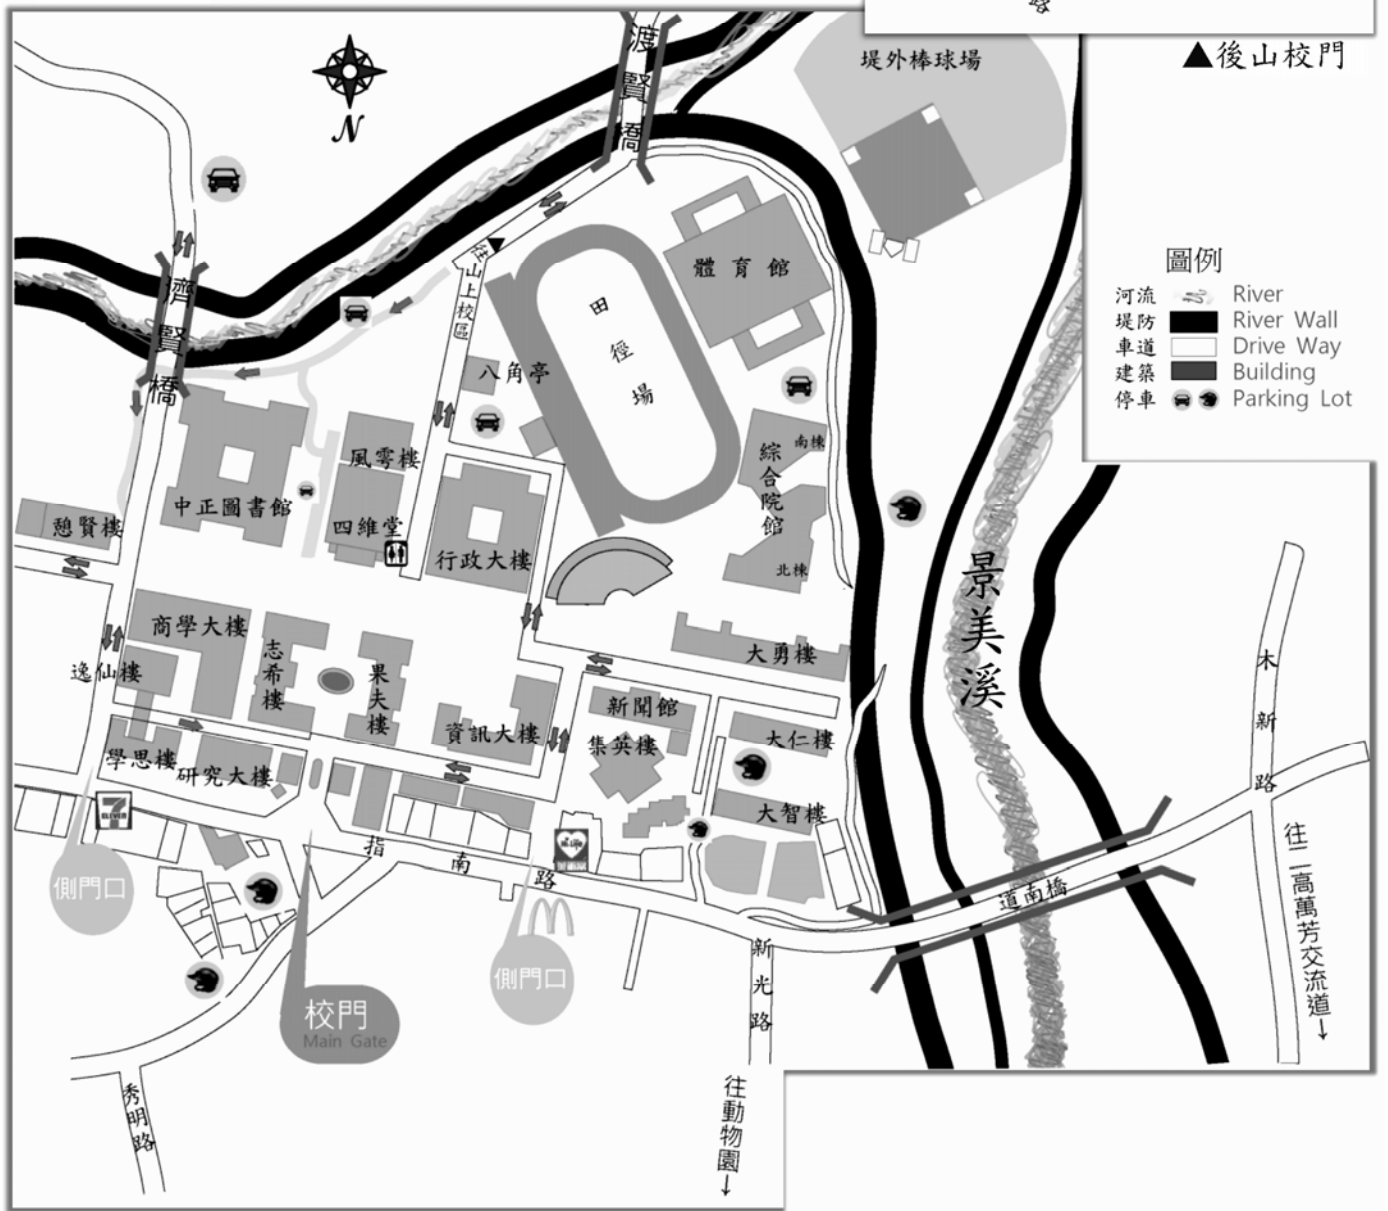 渡賢橋
堤外棒球場
▲後山校門
N
圖例
河流 River
堤防 River Wall
車道 Drive Way
建築 Building
停車 Parking Lot
濟賢橋
往山上校區
體育館
田徑場
八角亭
風雩樓
綜合院館
南棟
北棟
中正圖書館
四維堂
行政大樓
憩賢樓
景美溪
商學大樓
志希樓
果夫樓
逸仙樓
大勇樓
新聞館
資訊大樓
集英樓
大仁樓
學思樓
研究大樓
大智樓
木新路
7
ELEVEN
Hi-Life
指南路
側門口
側門口
道南橋
往二高萬芳交流道→
校門
Main Gate
新光路
秀明路
往動物園→